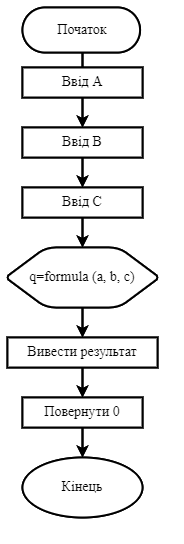 Початок
Ввід А
Ввід В
Ввід С
q=formula (a, b, c)
Вивести результат
Повернути 0
Кінець